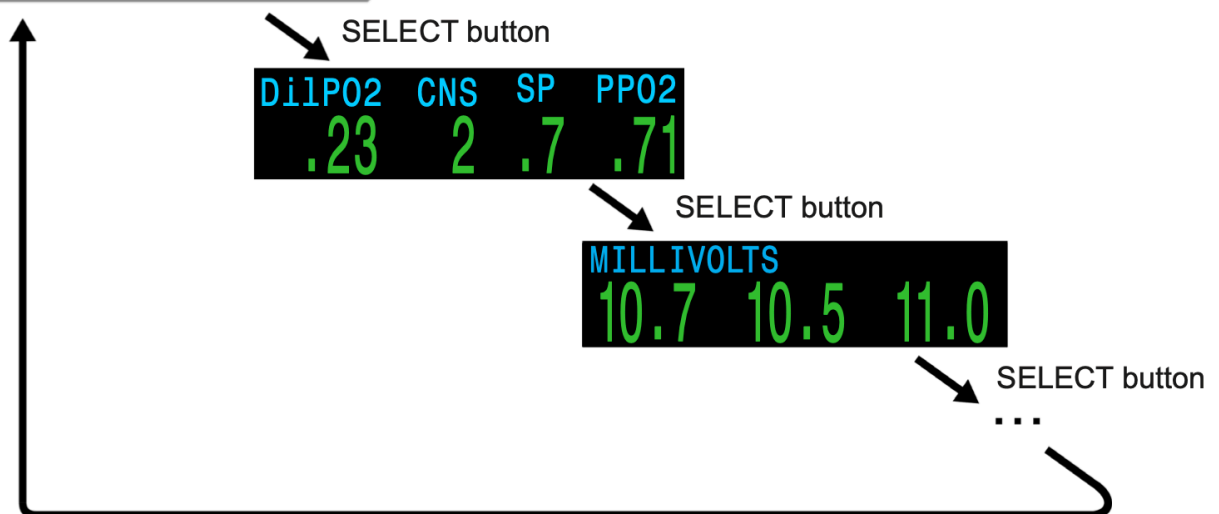 SELECT button
DilPO2 CNS SP PPO2
.23 2 .7 .71
SELECT button
MILLIVOLTS
10.7 10.5 11.0
SELECT button
...